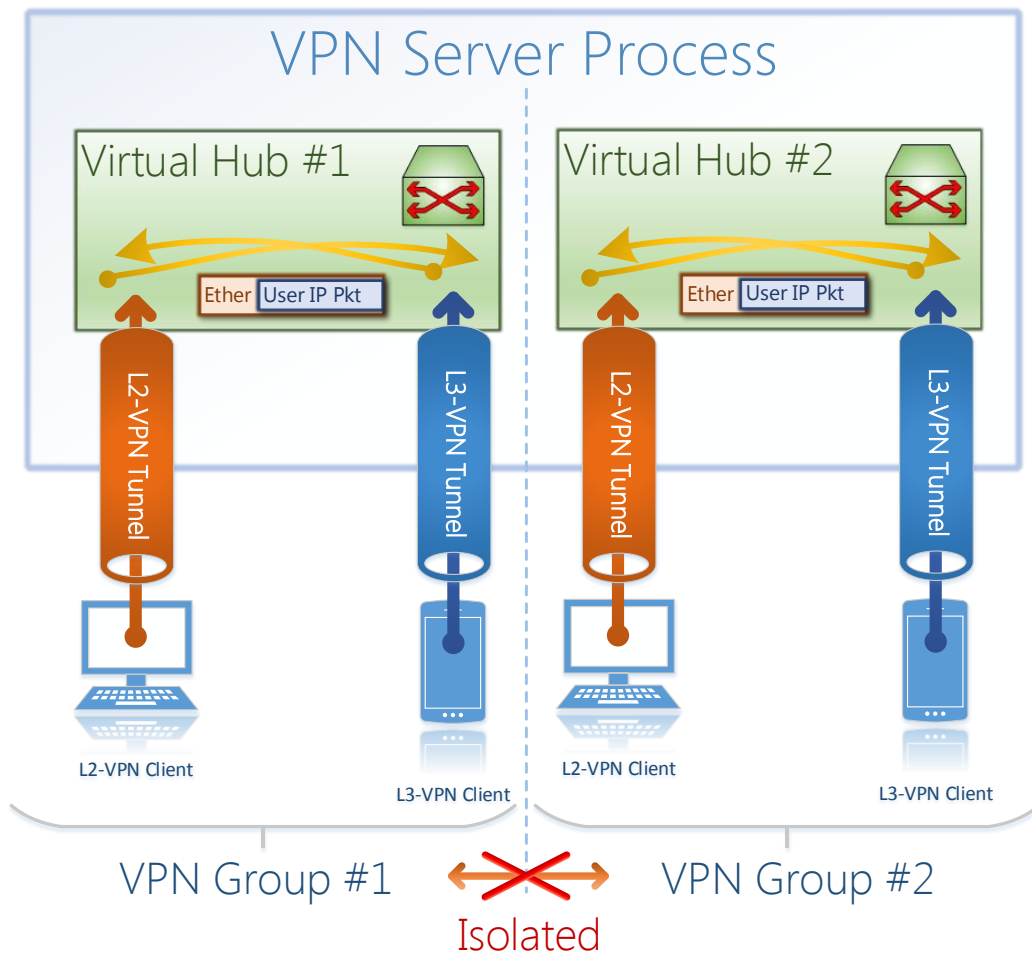 VPN Server Process
Virtual Hub #1
Virtual Hub #2
Ether User IP Pkt
Ether User IP Pkt
L2-VPN Tunnel
L3-VPN Tunnel
L2-VPN Tunnel
L3-VPN Tunnel
L2-VPN Client
L3-VPN Client
L2-VPN Client
L3-VPN Client
VPN Group #1
VPN Group #2
Isolated